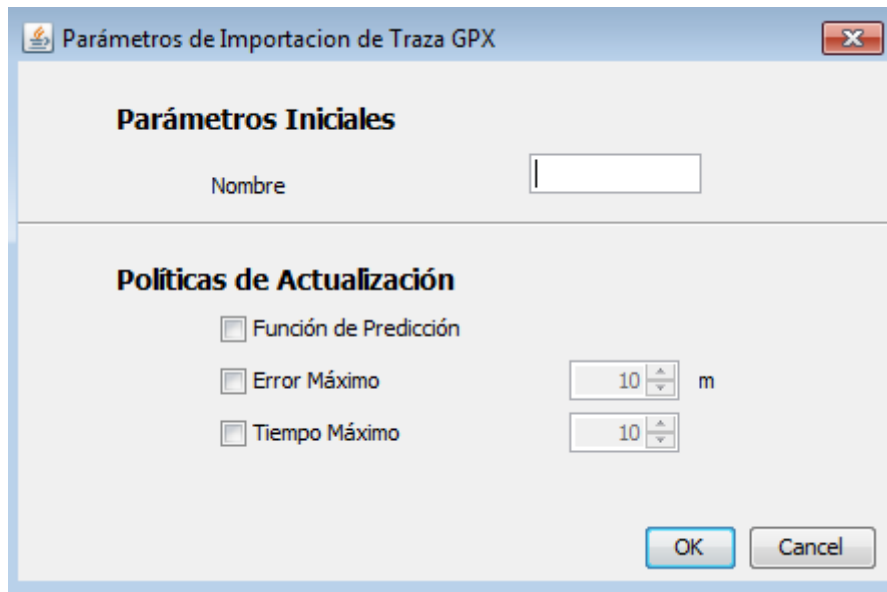 Parámetros de Importacion de Traza GPX
Parámetros Iniciales
Nombre
Políticas de Actualización
Función de Predicción
Error Máximo 10 m
Tiempo Máximo 10
OK Cancel